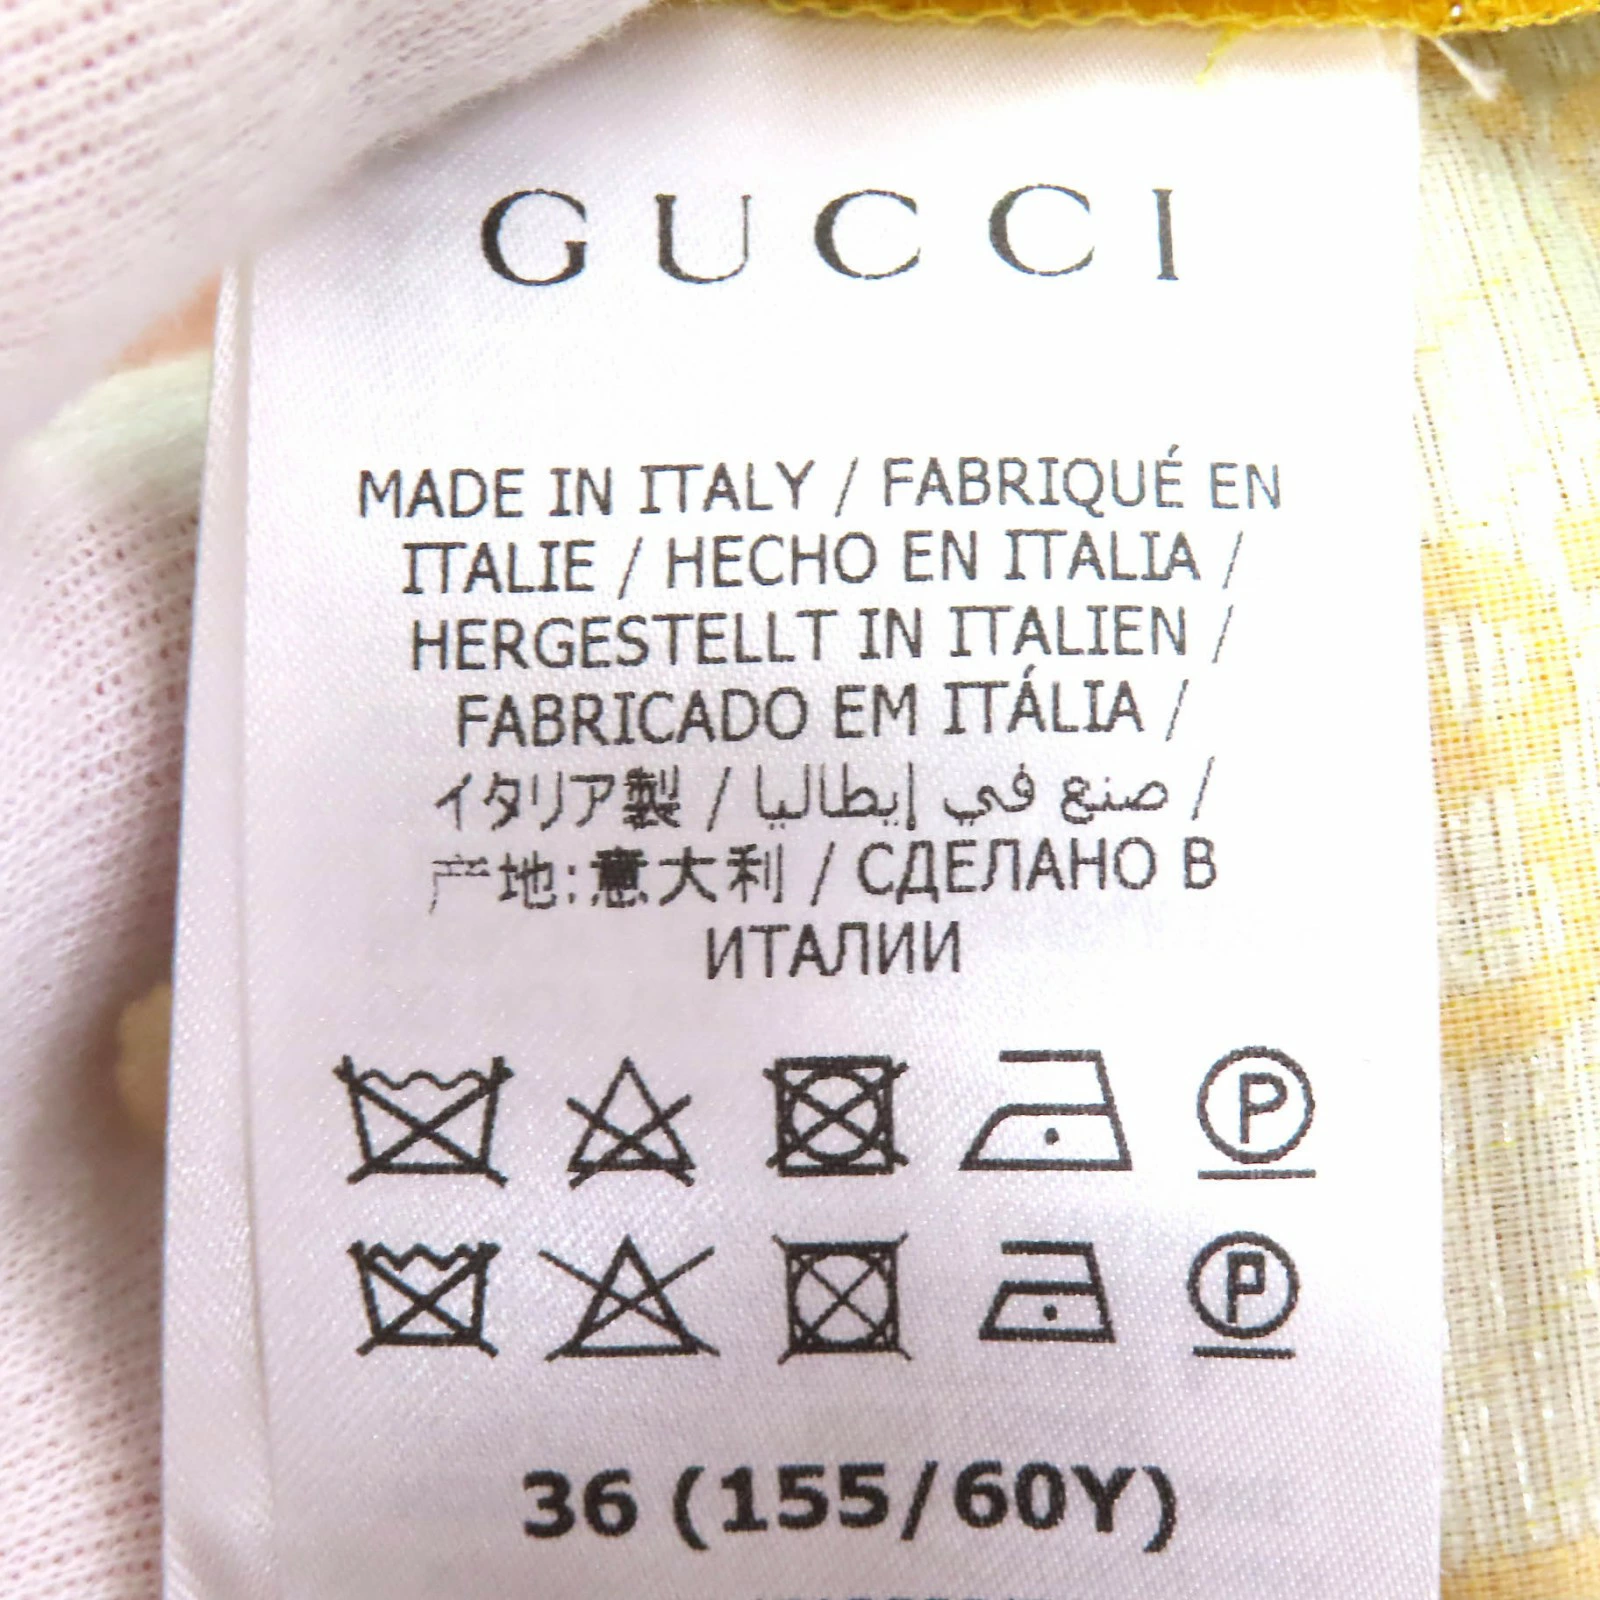 GUCCI
MADE IN ITALY / FABRIQUÉ EN
ITALIE / HECHO EN ITALIA /
HERGESTELLT IN ITALIEN /
FABRICADO EM ITÁLIA /
イタリア製 / صنع في إيطاليا /
产地:意大利 / СДЕЛАНО В
ИТАЛИИ
P
P
36 (155/60Y)